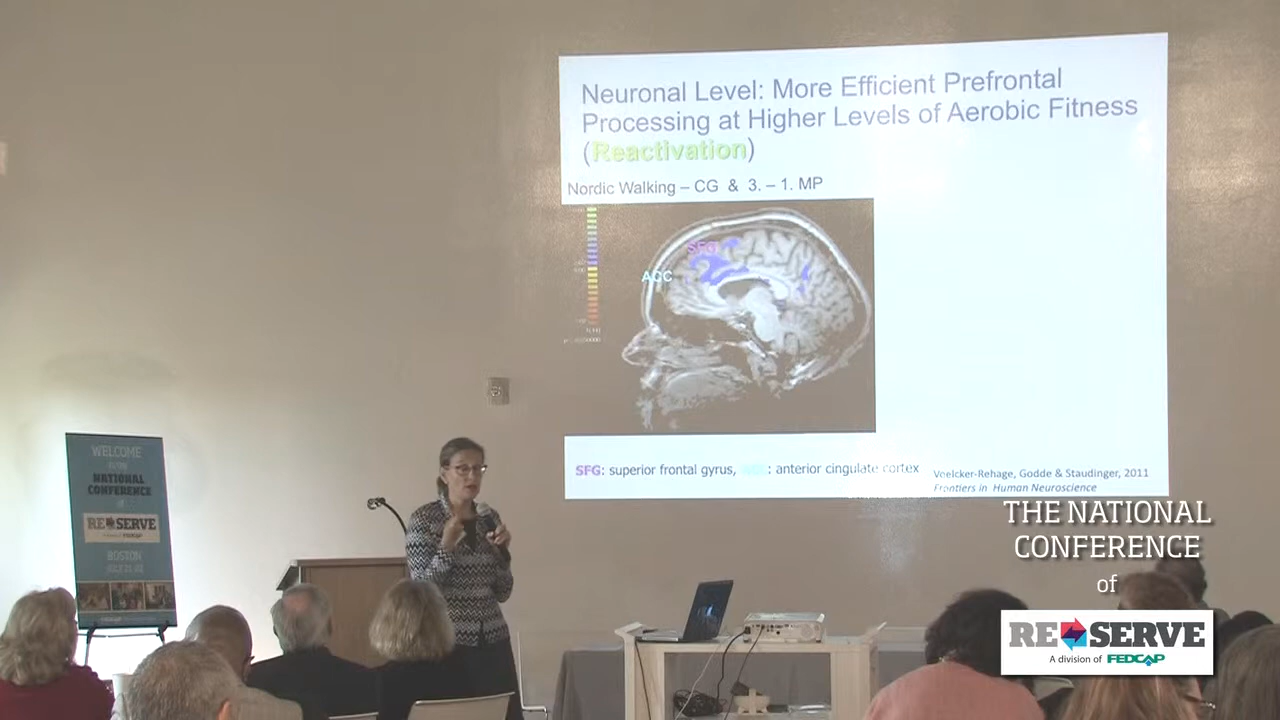 Neuronal Level: More Efficient Prefrontal
Processing at Higher Levels of Aerobic Fitness
(Reactivation)
Nordic Walking – CG & 3. – 1. MP
SFG
ACC
SFG: superior frontal gyrus, : anterior cingulate cortex
Voelcker-Rehage, Godde & Staudinger, 2011
Frontiers in Human Neuroscience
WELCOME
NATIONAL
CONFERENCE
of
RE SERVE
BOSTON
THE NATIONAL
CONFERENCE
of
RE SERVE
A division of FEDCAP